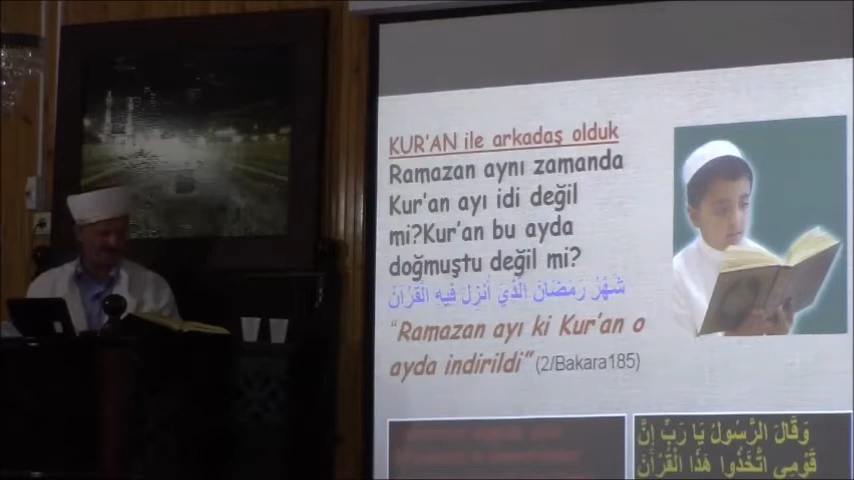 KUR'AN ile arkadaş olduk
Ramazan aynı zamanda
Kur'an ayı idi değil
mi?Kur'an bu ayda
doğmuştu değil mi?
شَهْرُ رَمَضَانَ الَّذِي أُنْزِلَ فِيهِ الْقُرْآنُ
"Ramazan ayı ki Kur'an o
ayda indirildi" (2/Bakara185)
وَقَالَ الرَّسُولُ يَا رَبِّ إِنَّ
قَوْمِي اتَّخَذُوا هَذَا الْقُرْآنَ